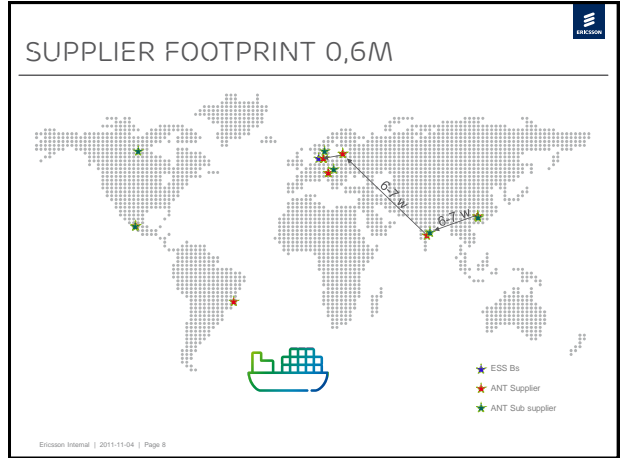 ERICSSON
SUPPLIER FOOTPRINT 0,6M
6-7 w
6-7 w
ESS Bs
ANT Supplier
ANT Sub supplier
Ericsson Internal | 2011-11-04 | Page 8